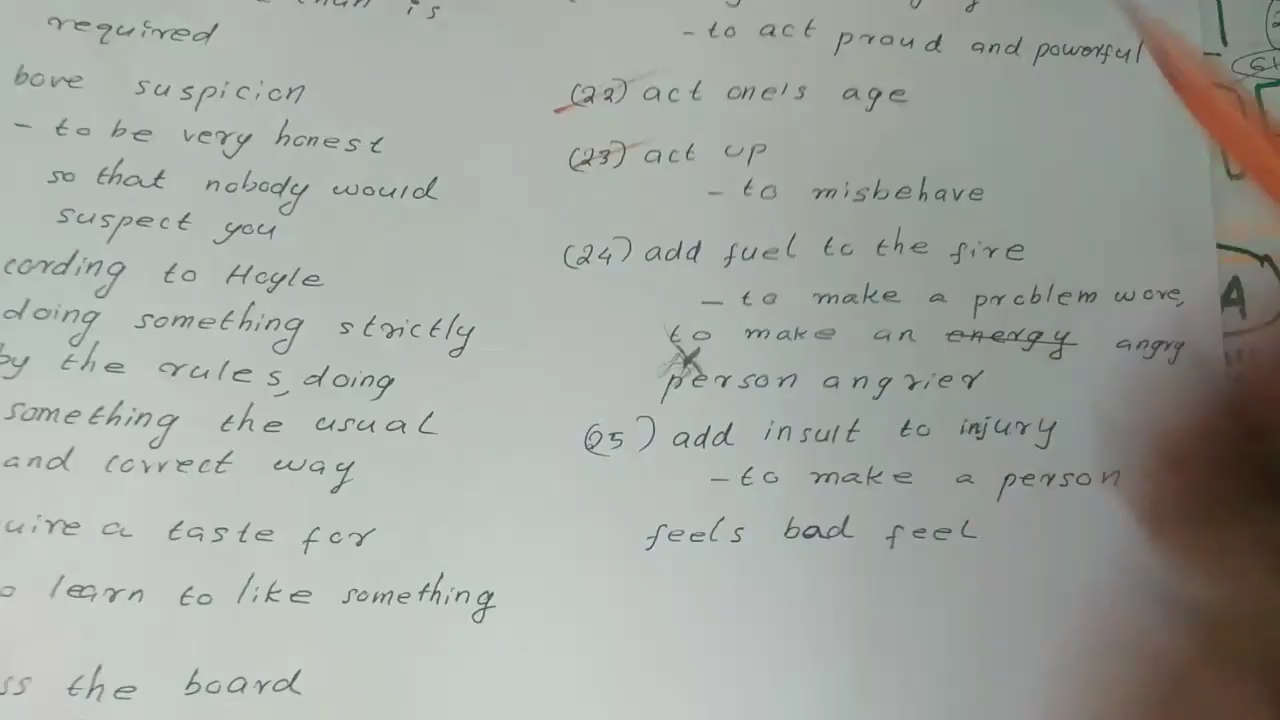 is
required
bove suspicion
- to be very honest
so that nobody would
suspect you
cording to Hoyle
doing something strictly
by the rules, doing
something the usual
and correct way
uire a taste for
o learn to like something
ss the board
- to act proud and powerful
(22) act one's age
(23) act up
- to misbehave
(24) add fuel to the fire
- to make a problem wore,
to make an energy angry
person angrier
(25) add insult to injury
- to make a person
feels bad feel
A